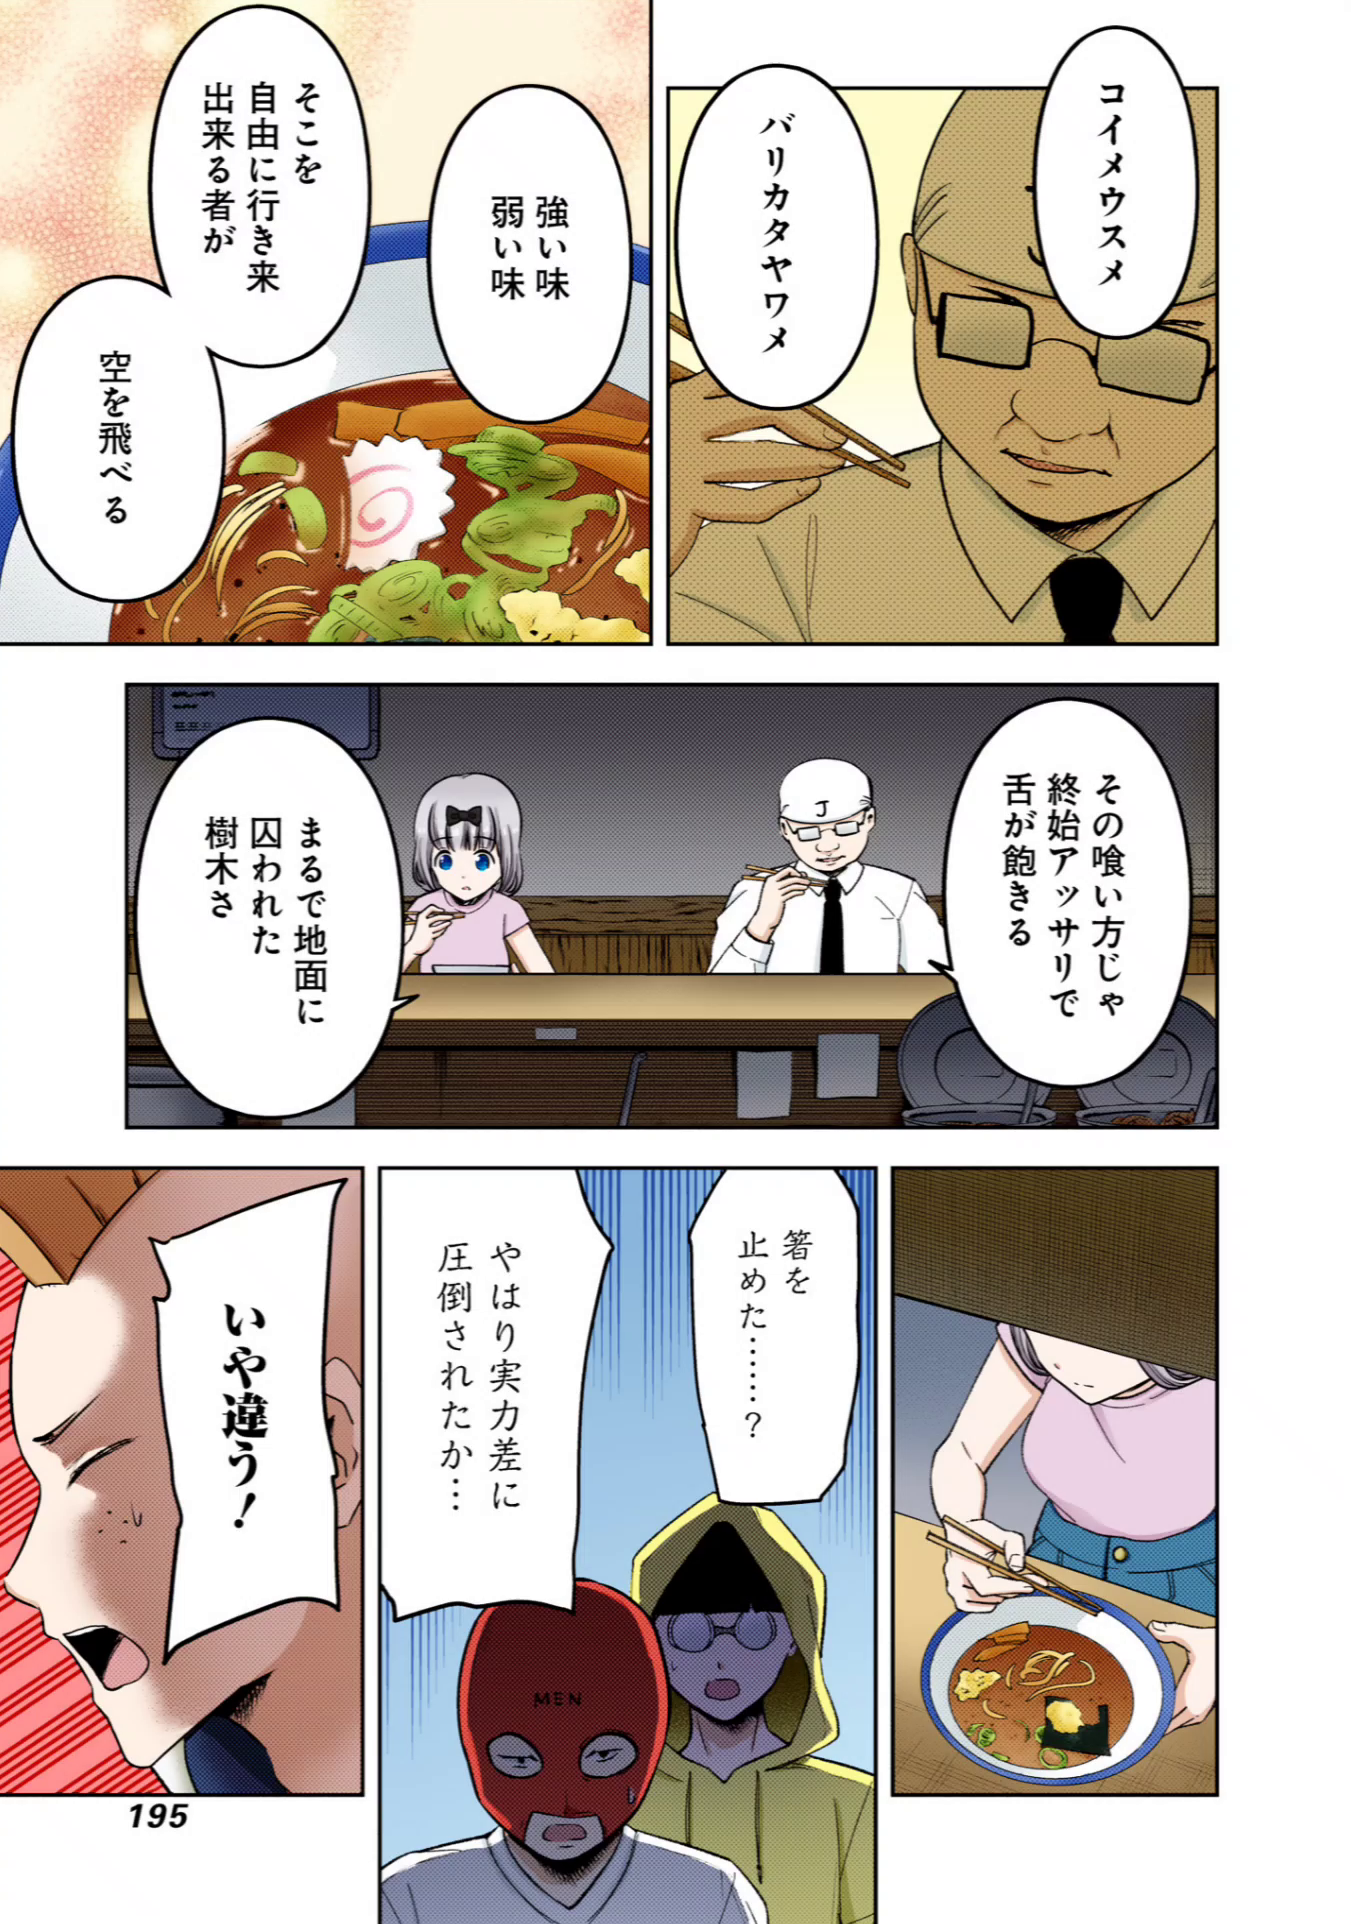 コイメウスメ
バリカタヤワメ
強い味
弱い味
そこを
自由に行き来
出来る者が
空を飛べる
その喰い方じゃ
終始アッサリで
舌が飽きる
J
まるで地面に
囚われた
樹木さ
箸を
止めた……？
やはり実力差に
圧倒されたか…
MEN
いや違う！
195